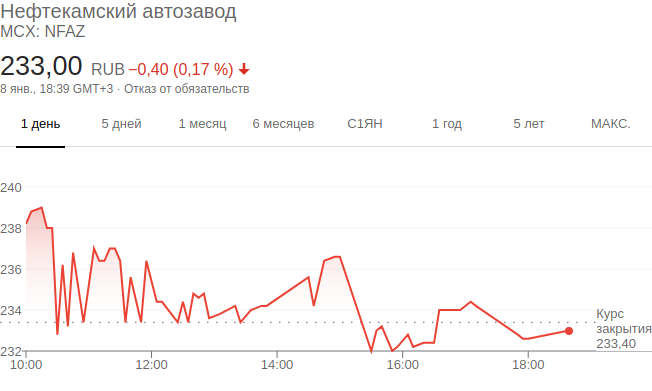 Нефтекамский автозавод
MCX: NFAZ
233,00 RUB −0,40 (0,17 %)
8 янв., 18:39 GMT+3 · Отказ от обязательств
1 день 5 дней 1 месяц 6 месяцев С1ЯН 1 год 5 лет МАКС.
240
238
236
234
232
Курс
закрытия
233,40
10:00 12:00 14:00 16:00 18:00